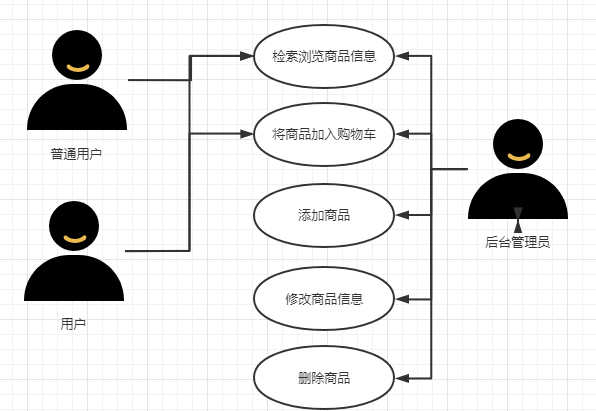 检索浏览商品信息
将商品加入购物车
普通用户
添加商品
后台管理员
修改商品信息
用户
删除商品